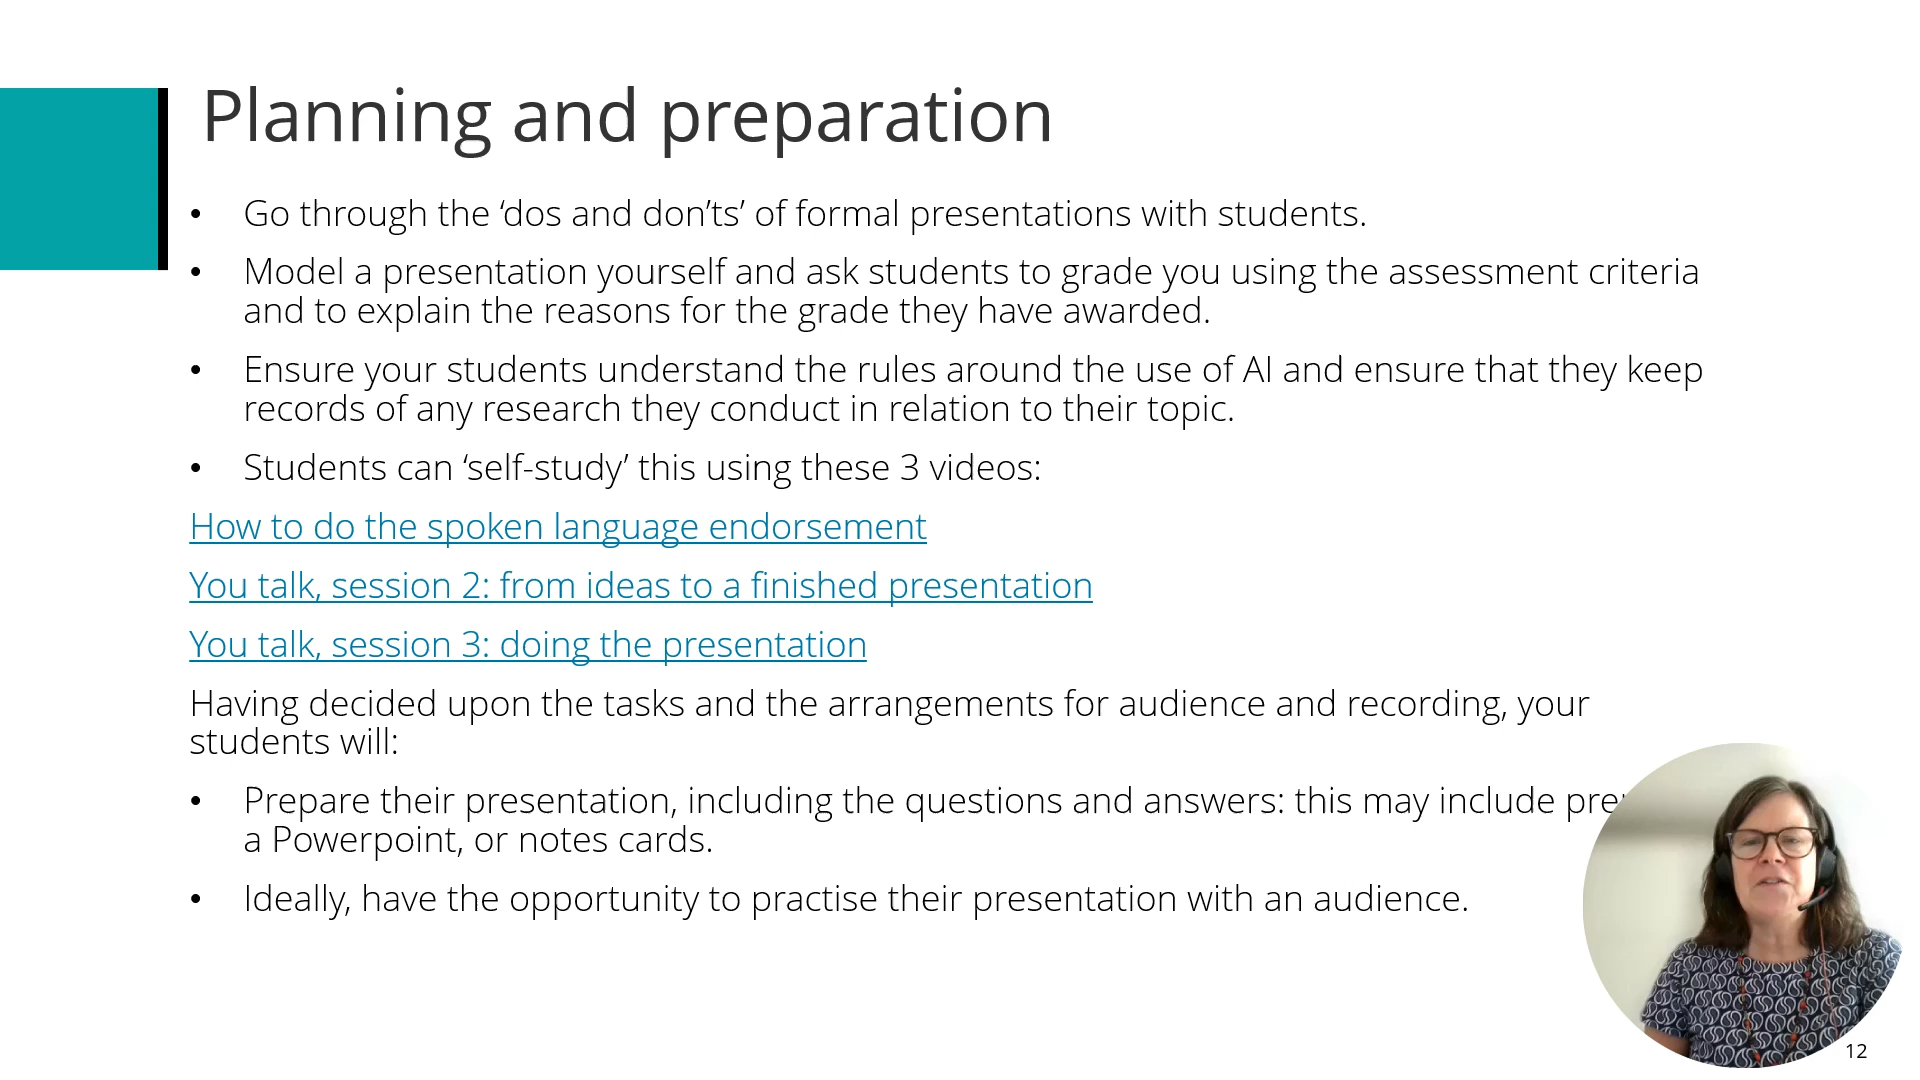 Planning and preparation
• Go through the ‘dos and don’ts’ of formal presentations with students.
• Model a presentation yourself and ask students to grade you using the assessment criteria
and to explain the reasons for the grade they have awarded.
• Ensure your students understand the rules around the use of AI and ensure that they keep
records of any research they conduct in relation to their topic.
• Students can ‘self-study’ this using these 3 videos:
How to do the spoken language endorsement
You talk, session 2: from ideas to a finished presentation
You talk, session 3: doing the presentation
Having decided upon the tasks and the arrangements for audience and recording, your
students will:
• Prepare their presentation, including the questions and answers: this may include
a Powerpoint, or notes cards.
• Ideally, have the opportunity to practise their presentation with an audience.
12